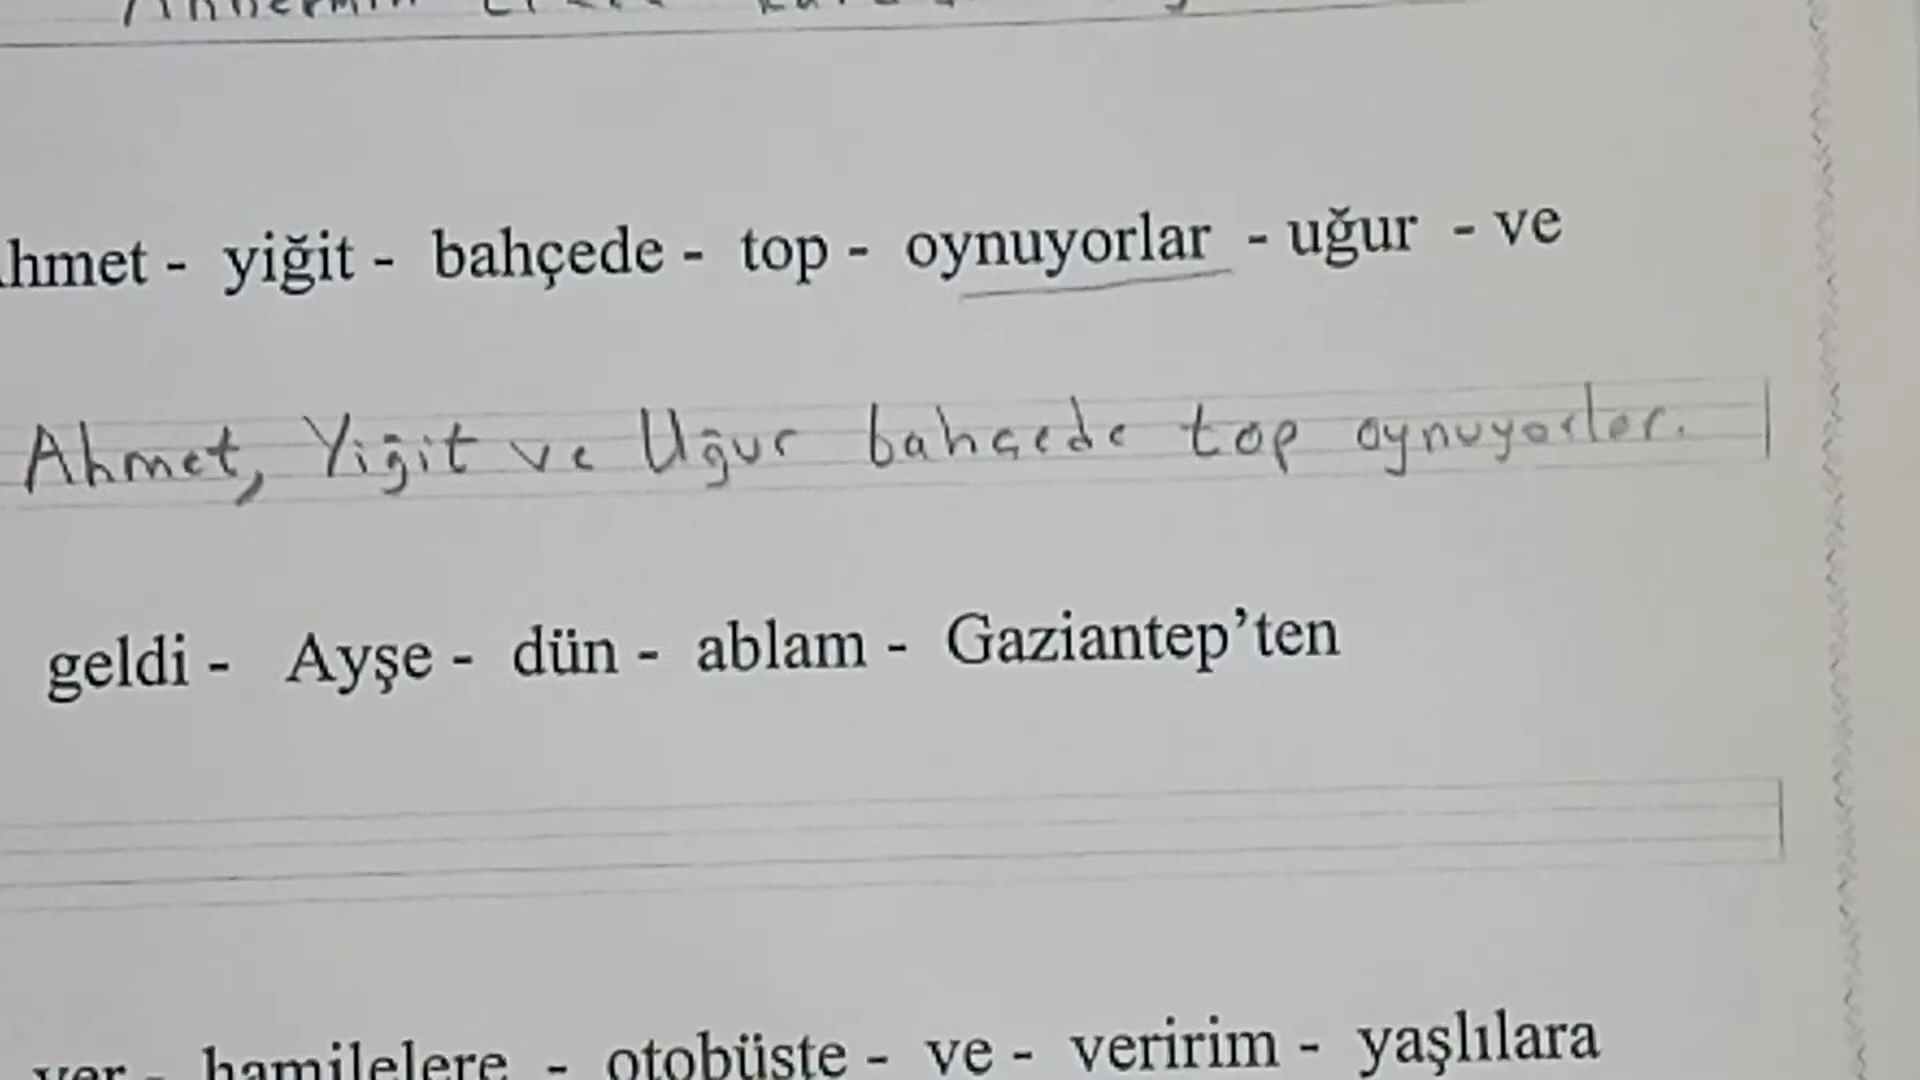 hmet - yiğit - bahçede - top - oynuyorlar - uğur - ve
Ahmet, Yiğit ve Uğur bahçede top oynuyorlar.
geldi - Ayşe - dün - ablam - Gaziantep’ten
yer - hamilelere - otobüste - ve - veririm - yaşlılara